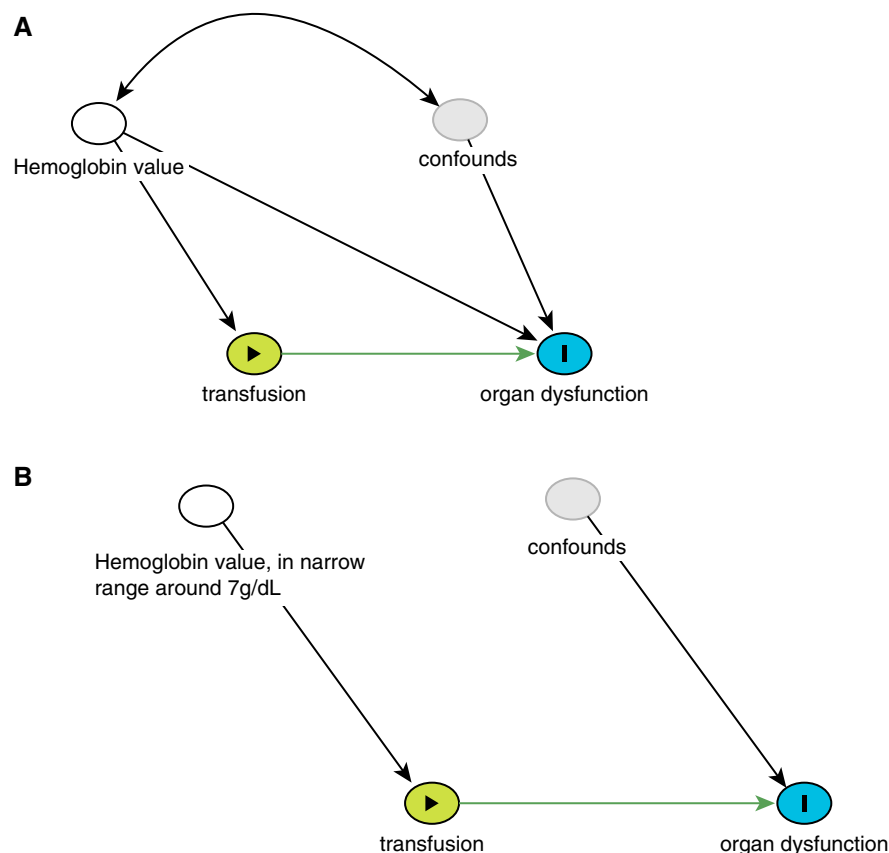 A
Hemoglobin value
confounds
transfusion
organ dysfunction
B
Hemoglobin value, in narrow
range around 7g/dL
confounds
transfusion
organ dysfunction